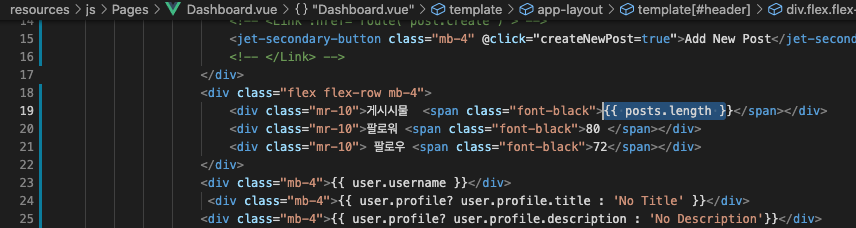 resources > js > Pages > Dashboard.vue > {} "Dashboard.vue" > template > app-layout > template[#header] > div.flex.flex-
14 <!-- <Link :href="route('post.create')"> -->
15 <jet-secondary-button class="mb-4" @click="createNewPost=true">Add New Post</jet-second
16 <!-- </Link> -->
17 </div>
18 <div class="flex flex-row mb-4">
19 <div class="mr-10">게시시물 <span class="font-black">{{ posts.length }}</span></div>
20 <div class="mr-10">팔로워 <span class="font-black">80 </span></div>
21 <div class="mr-10"> 팔로우 <span class="font-black">72</span></div>
22 </div>
23 <div class="mb-4">{{ user.username }}</div>
24 <div class="mb-4">{{ user.profile? user.profile.title : 'No Title' }}</div>
25 <div class="mb-4">{{ user.profile? user.profile.description : 'No Description'}}</div>